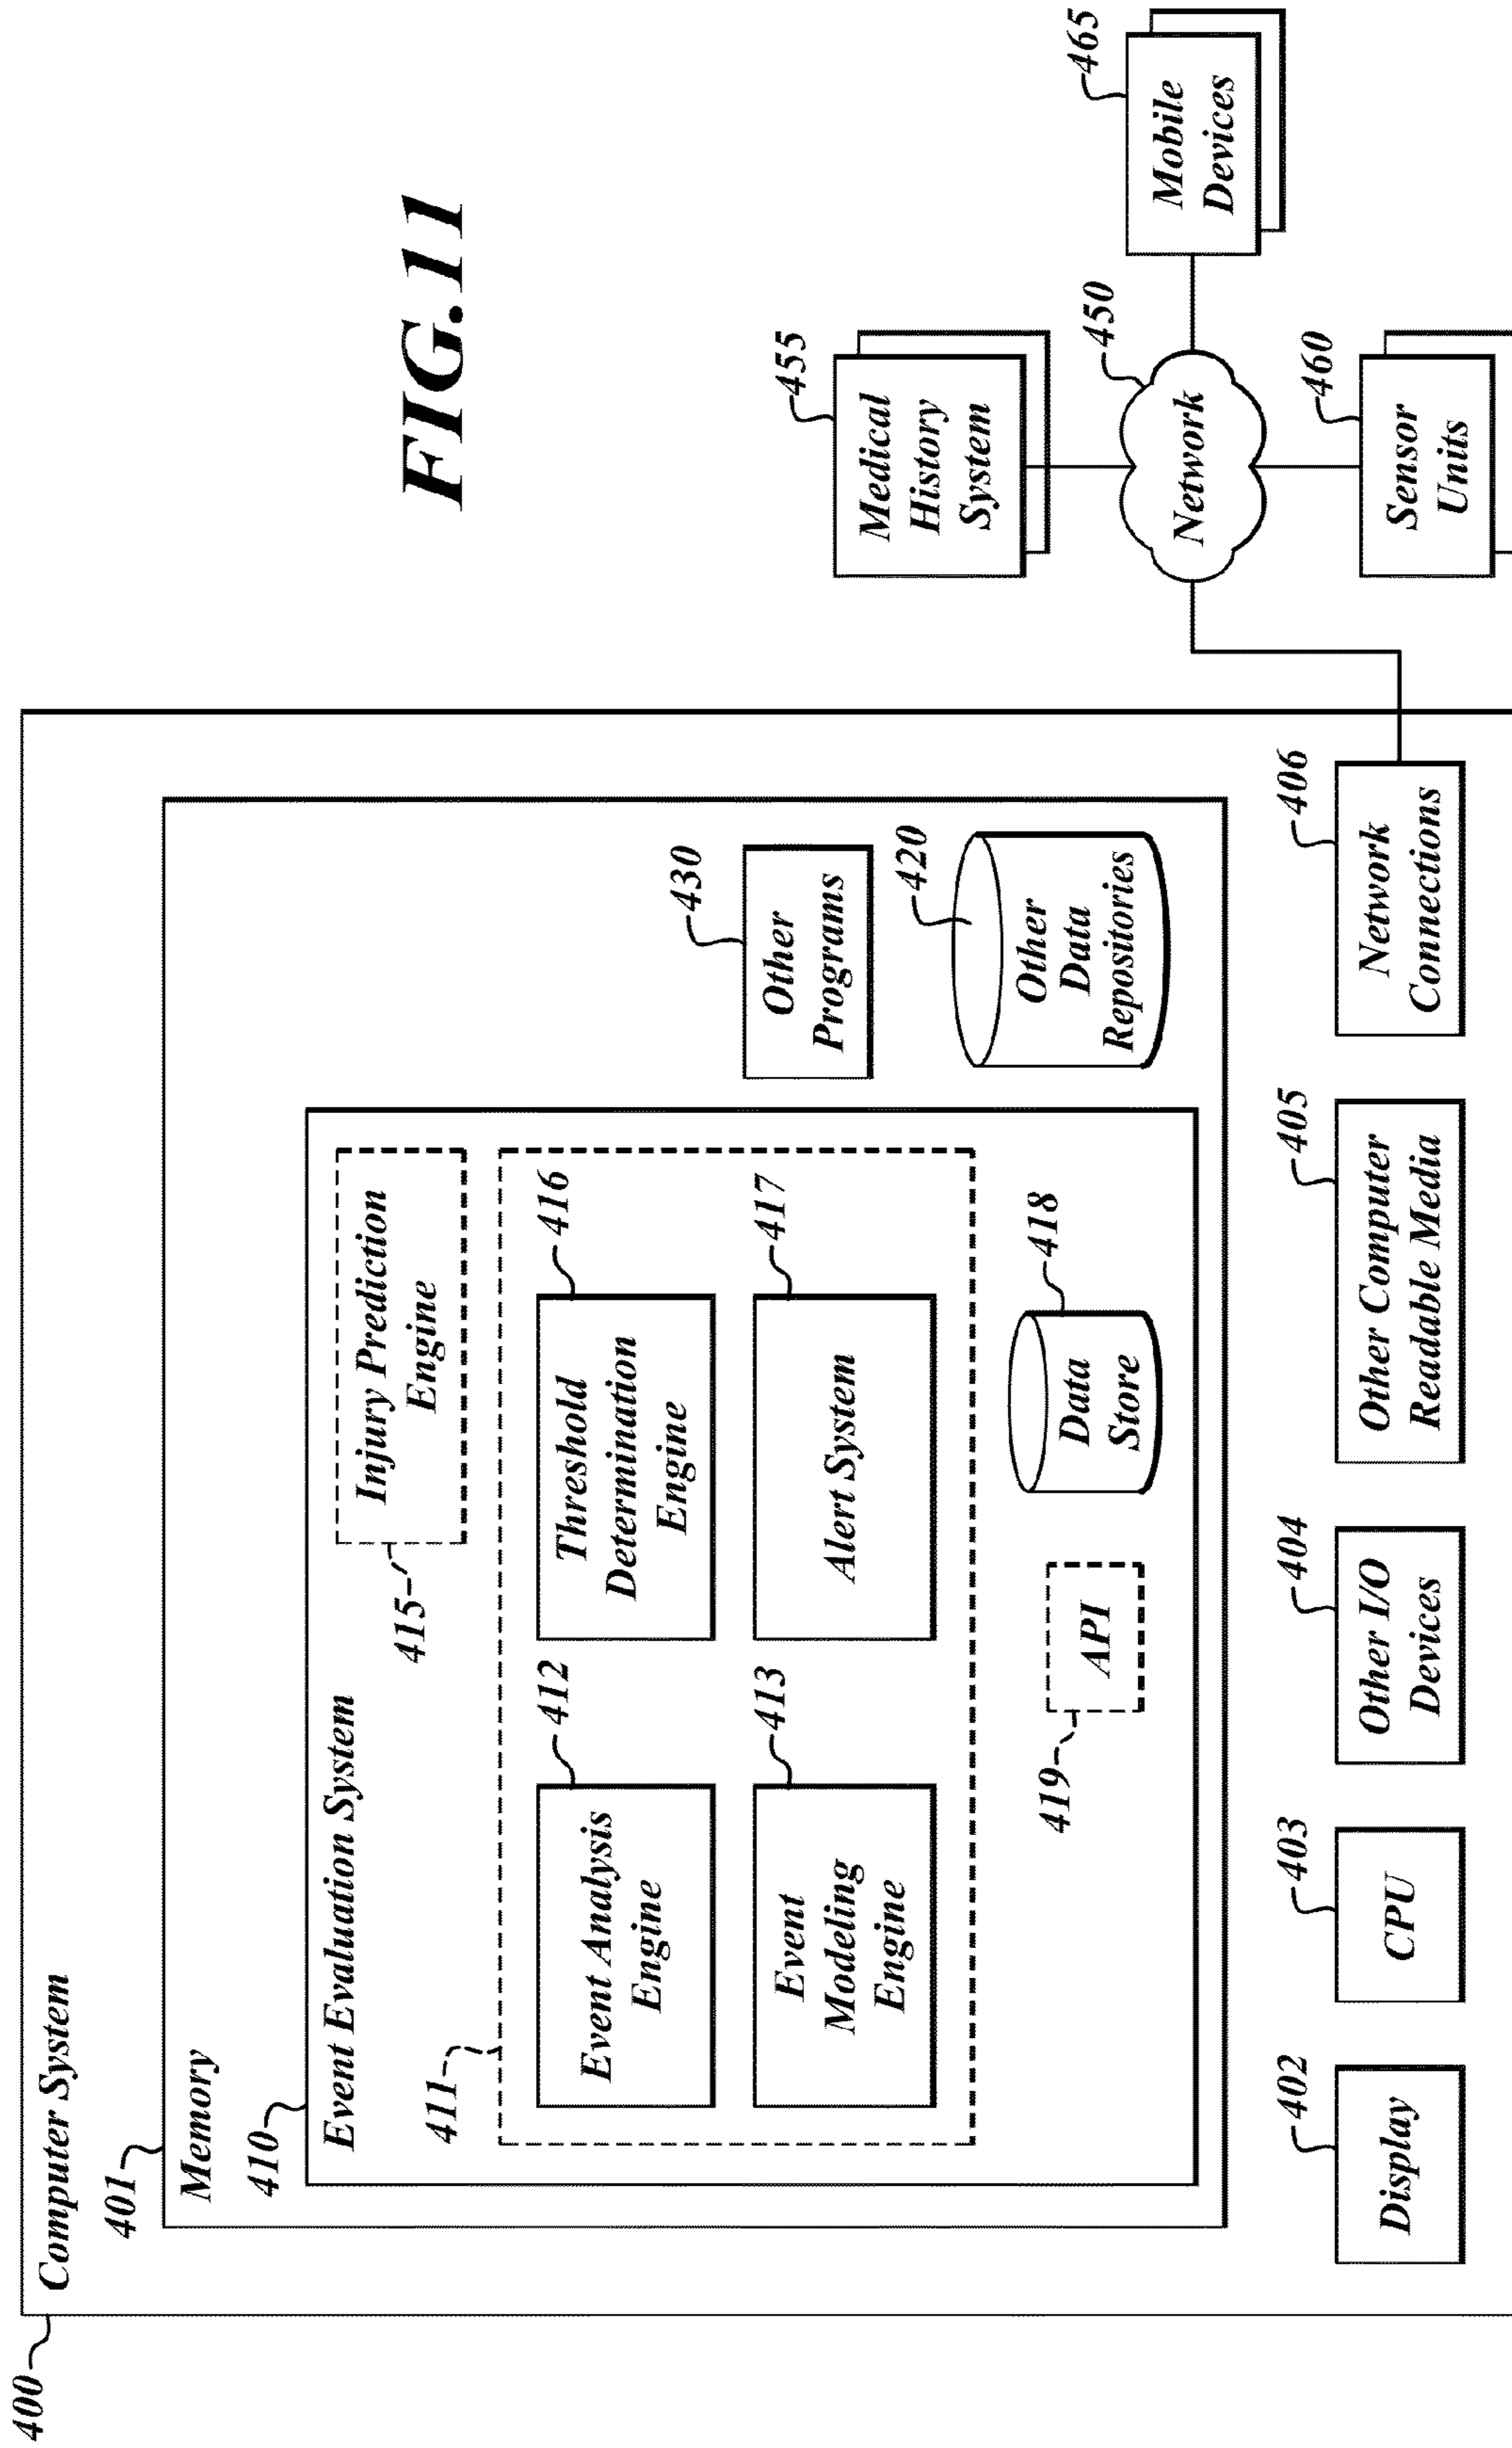 FIG.11
400
Computer System
401
Memory
410
Event Evaluation System
415
Injury Prediction
Engine
411
412
Event Analysis
Engine
416
Threshold
Determination
Engine
413
Event
Modeling
Engine
417
Alert System
419
API
418
Data
Store
430
Other
Programs
420
Other
Data
Repositories
402
Display
403
CPU
404
Other I/O
Devices
405
Other Computer
Readable Media
406
Network
Connections
455
Medical
History
System
450
Network
465
Mobile
Devices
460
Sensor
Units